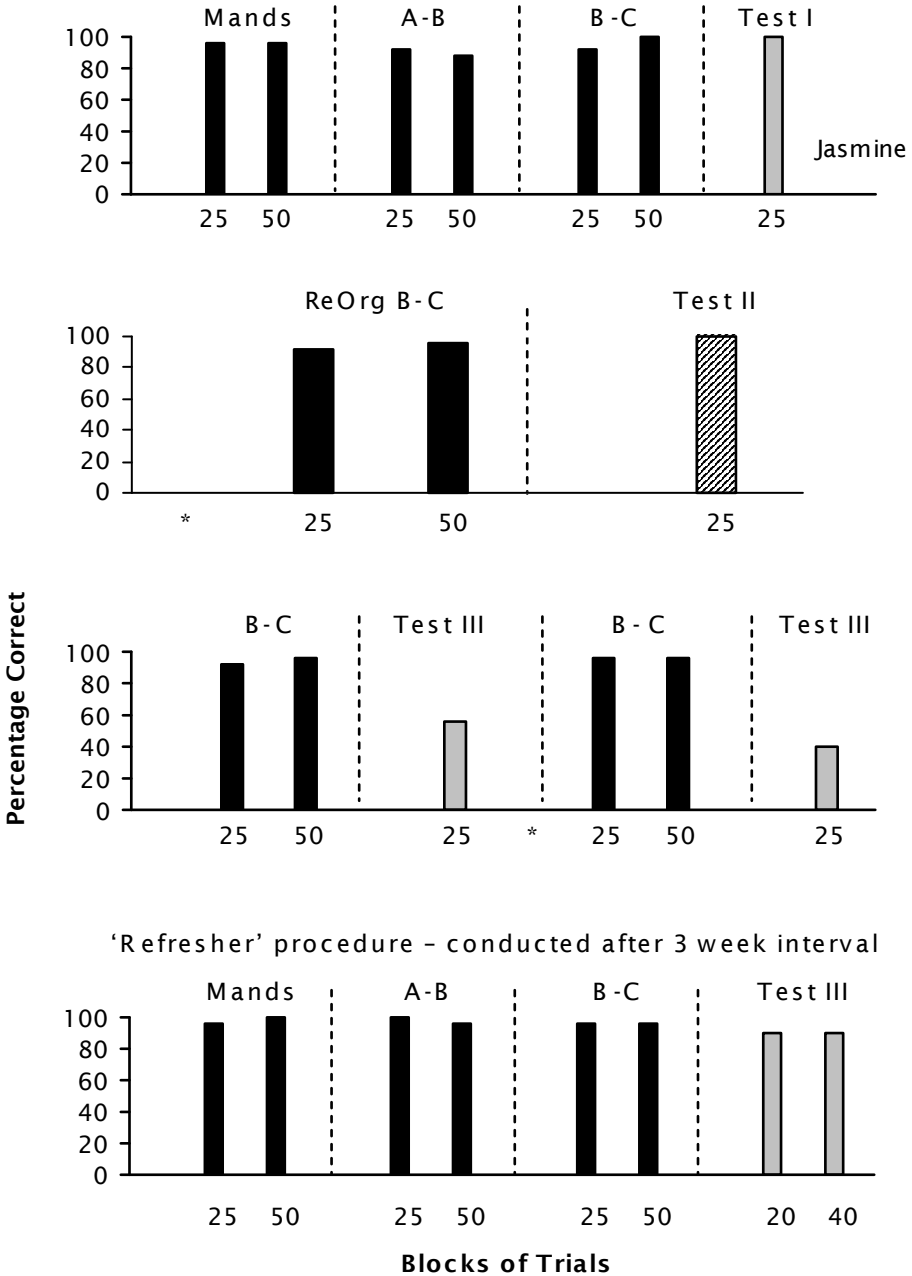 Mands A-B B-C Test I
100
80
60
40
20
0
Jasmine
25 50 25 50 25 50 25
ReOrg B-C Test II
100
80
60
40
20
0
* 25 50 25
Percentage Correct
B-C Test III B-C Test III
100
80
60
40
20
0
25 50 25 * 25 50 25
‘Refresher’ procedure – conducted after 3 week interval
Mands A-B B-C Test III
100
80
60
40
20
0
25 50 25 50 25 50 20 40
Blocks of Trials